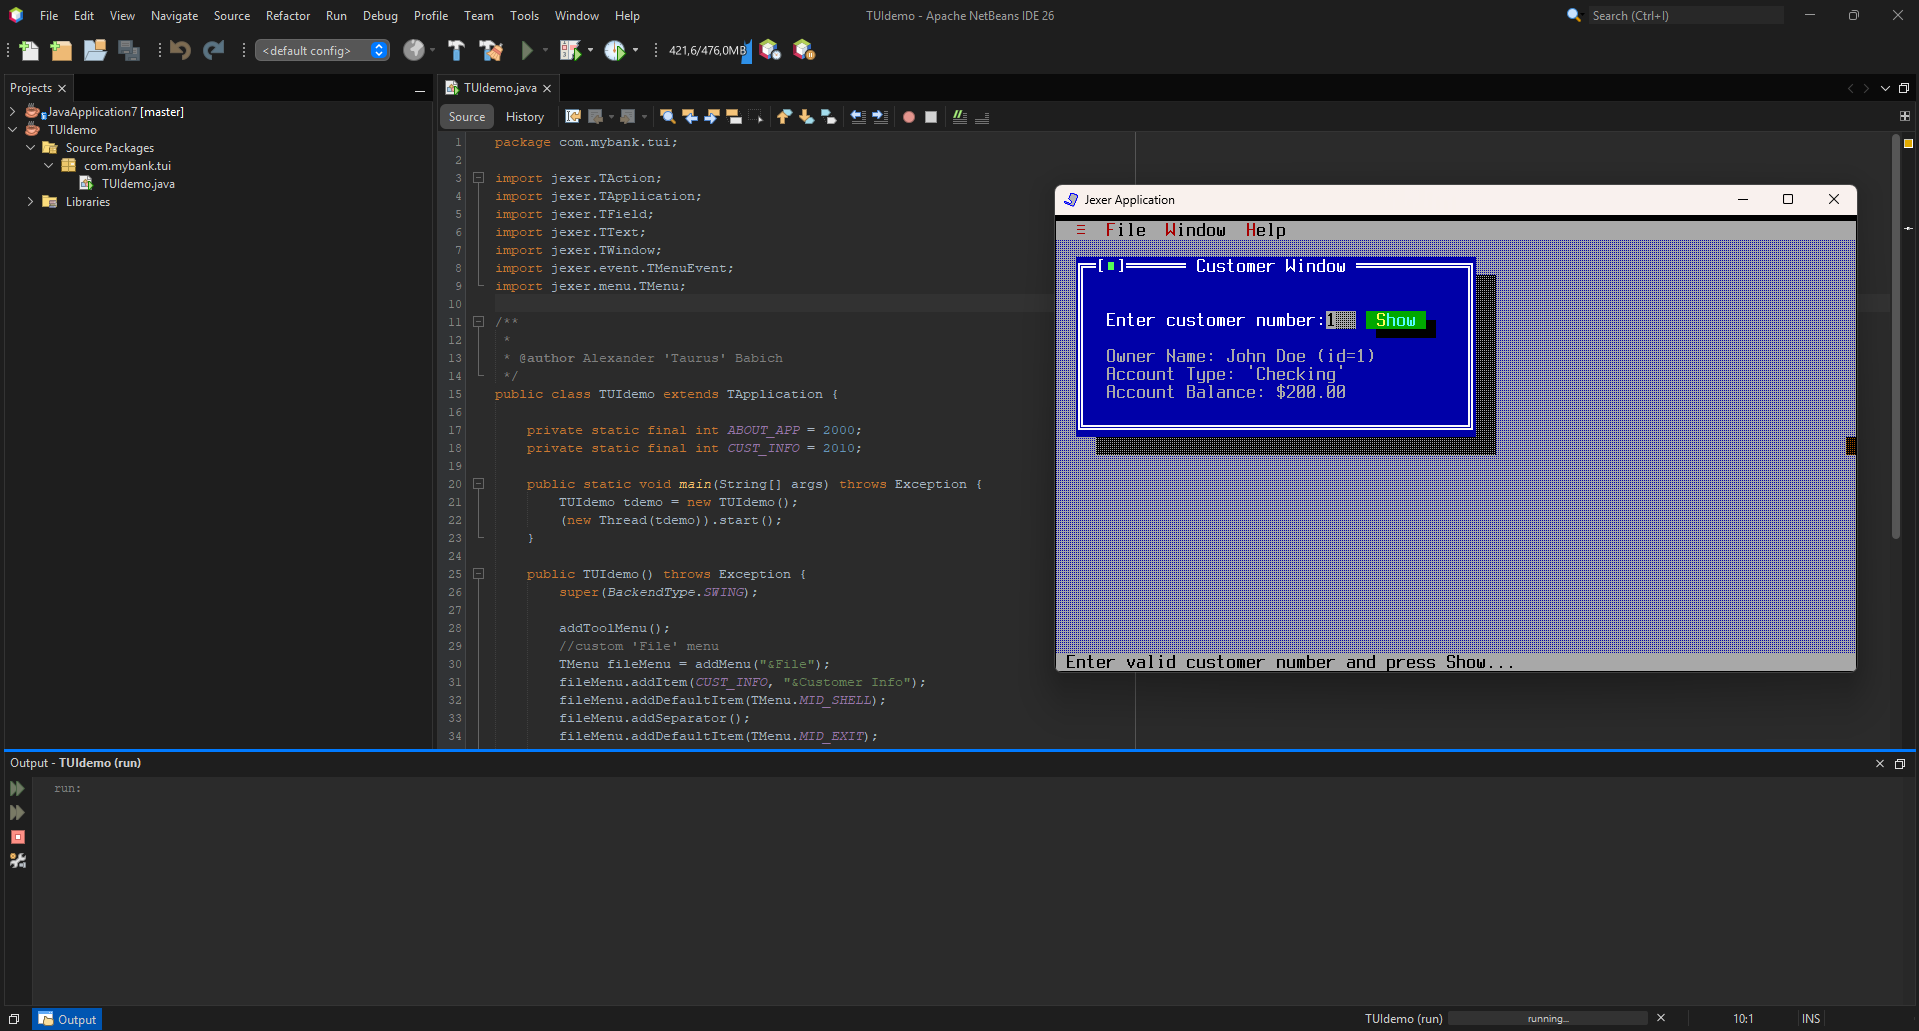 File Edit View Navigate Source Refactor Run Debug Profile Team Tools Window Help
TUIdemo - Apache NetBeans IDE 26
Search (Ctrl+I)
<default config>
421,6/476,0MB
Projects
JavaApplication7 [master]
TUIdemo
Source Packages
com.mybank.tui
TUIdemo.java
Libraries
TUIdemo.java
Source History
1 package com.mybank.tui;
2
3 import jexer.TAction;
4 import jexer.TApplication;
5 import jexer.TField;
6 import jexer.TText;
7 import jexer.TWindow;
8 import jexer.event.TMenuEvent;
9 import jexer.menu.TMenu;
10
11 /**
12 *
13 * @author Alexander 'Taurus' Babich
14 */
15 public class TUIdemo extends TApplication {
16
17 private static final int ABOUT_APP = 2000;
18 private static final int CUST_INFO = 2010;
19
20 public static void main(String[] args) throws Exception {
21 TUIdemo tdemo = new TUIdemo();
22 (new Thread(tdemo)).start();
23 }
24
25 public TUIdemo() throws Exception {
26 super(BackendType.SWING);
27
28 addToolMenu();
29 //custom 'File' menu
30 TMenu fileMenu = addMenu("&File");
31 fileMenu.addItem(CUST_INFO, "&Customer Info");
32 fileMenu.addDefaultItem(TMenu.MID_SHELL);
33 fileMenu.addSeparator();
34 fileMenu.addDefaultItem(TMenu.MID_EXIT);
Jexer Application
File Window Help
Customer Window
Enter customer number:1 Show
Owner Name: John Doe (id=1)
Account Type: 'Checking'
Account Balance: $200.00
Enter valid customer number and press Show...
Output - TUIdemo (run)
run:
Output
TUIdemo (run) running... 10:1 INS